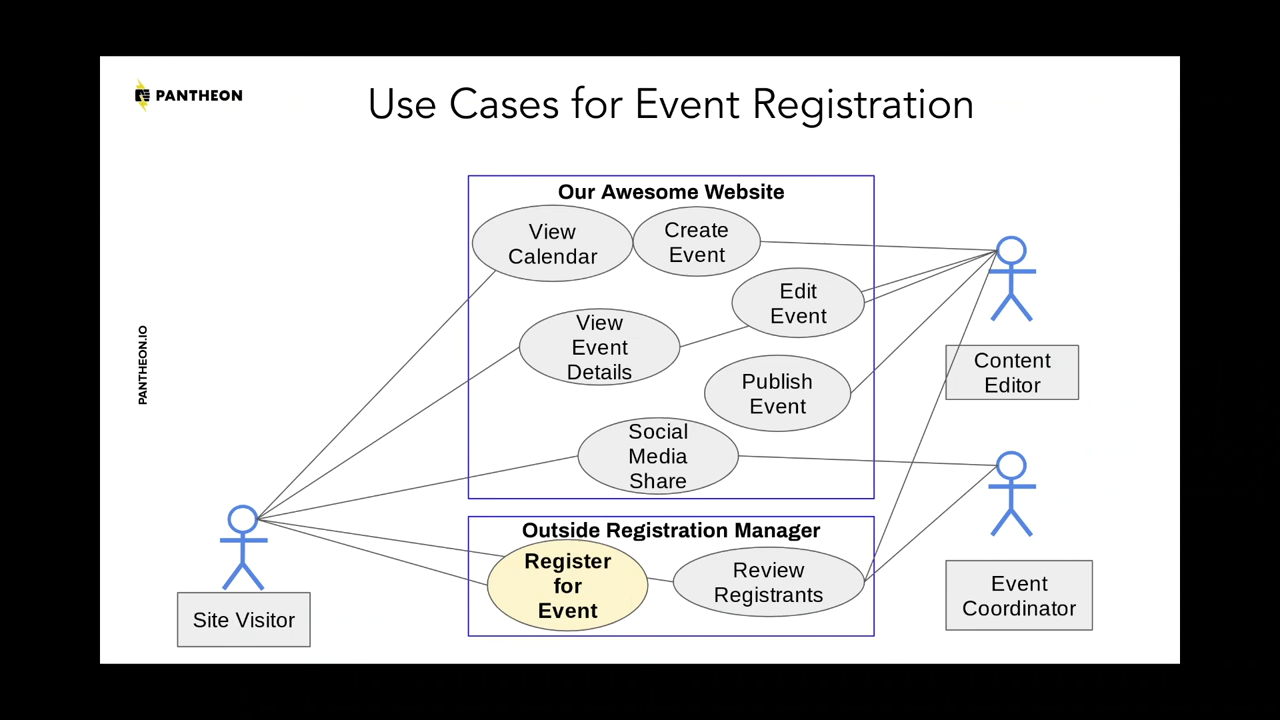 PANTHEON
Use Cases for Event Registration
PANTHEON.IO
Our Awesome Website
View
Calendar
Create
Event
Edit
Event
View
Event
Details
Publish
Event
Social
Media
Share
Content
Editor
Outside Registration Manager
Register
for
Event
Review
Registrants
Event
Coordinator
Site Visitor